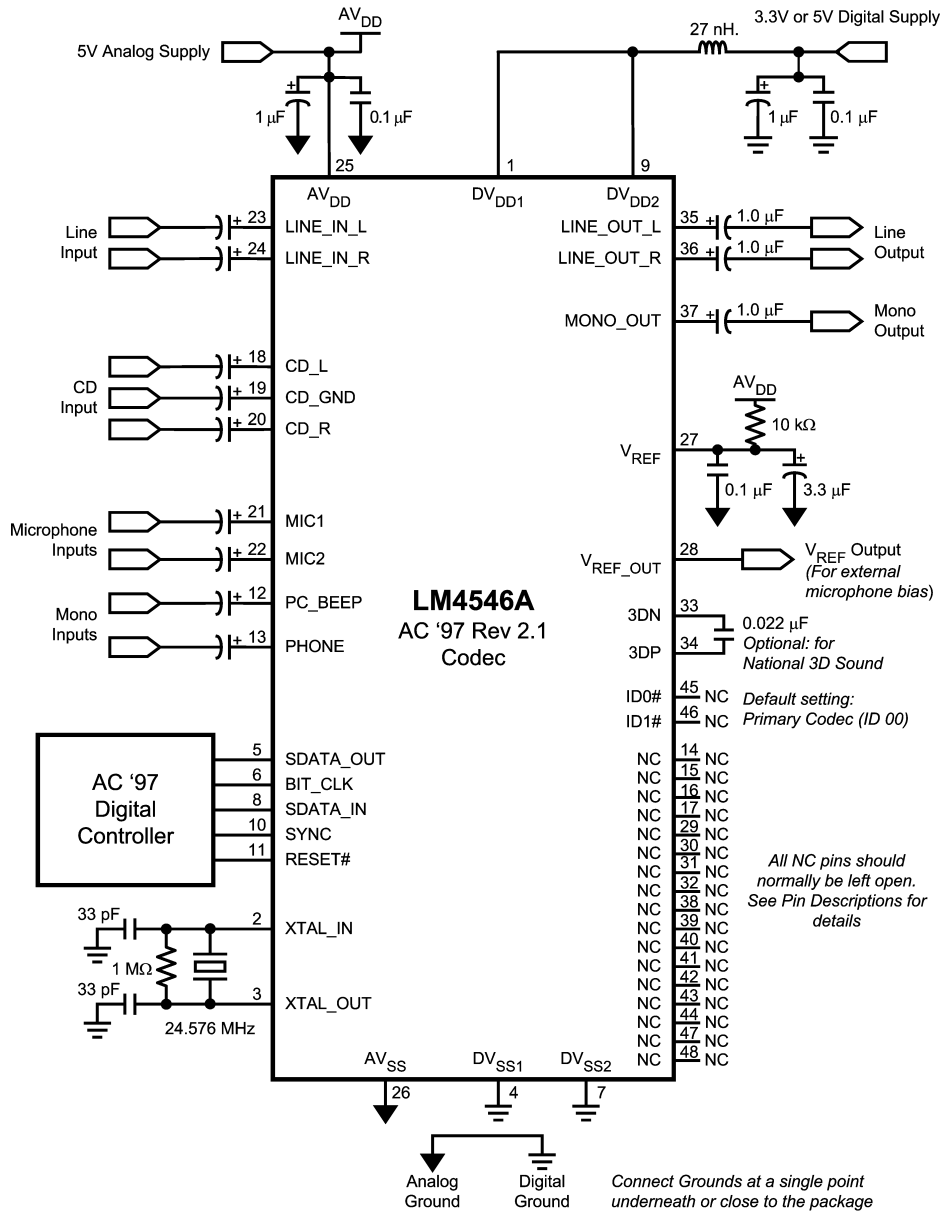 AVDD
3.3V or 5V Digital Supply
5V Analog Supply
27 nH.
1 µF
0.1 µF
1 µF
0.1 µF
25
1
9
AVDD
DVDD1
DVDD2
Line
Input
+ 23 LINE_IN_L
+ 24 LINE_IN_R
LINE_OUT_L 35 + 1.0 µF
LINE_OUT_R 36 + 1.0 µF
Line
Output
MONO_OUT 37 + 1.0 µF
Mono
Output
CD
Input
+ 18 CD_L
+ 19 CD_GND
+ 20 CD_R
AVDD
10 kΩ
VREF 27
+
0.1 µF
3.3 µF
Microphone
Inputs
+ 21 MIC1
+ 22 MIC2
VREF_OUT 28
VREF Output
(For external
microphone bias)
Mono
Inputs
+ 12 PC_BEEP
+ 13 PHONE
LM4546A
AC ‘97 Rev 2.1
Codec
3DN 33
3DP 34
0.022 µF
Optional: for
National 3D Sound
ID0# 45 NC
ID1# 46 NC
Default setting:
Primary Codec (ID 00)
AC ‘97
Digital
Controller
5 SDATA_OUT
6 BIT_CLK
8 SDATA_IN
10 SYNC
11 RESET#
NC 14 NC
NC 15 NC
NC 16 NC
NC 17 NC
NC 29 NC
NC 30 NC
NC 31 NC
NC 32 NC
NC 38 NC
NC 39 NC
NC 40 NC
NC 41 NC
NC 42 NC
NC 43 NC
NC 44 NC
NC 47 NC
NC 48 NC
All NC pins should
normally be left open.
See Pin Descriptions for
details
33 pF
2 XTAL_IN
1 MΩ
33 pF
3 XTAL_OUT
24.576 MHz
AVSS
DVSS1
DVSS2
26
4
7
Analog
Ground
Digital
Ground
Connect Grounds at a single point
underneath or close to the package